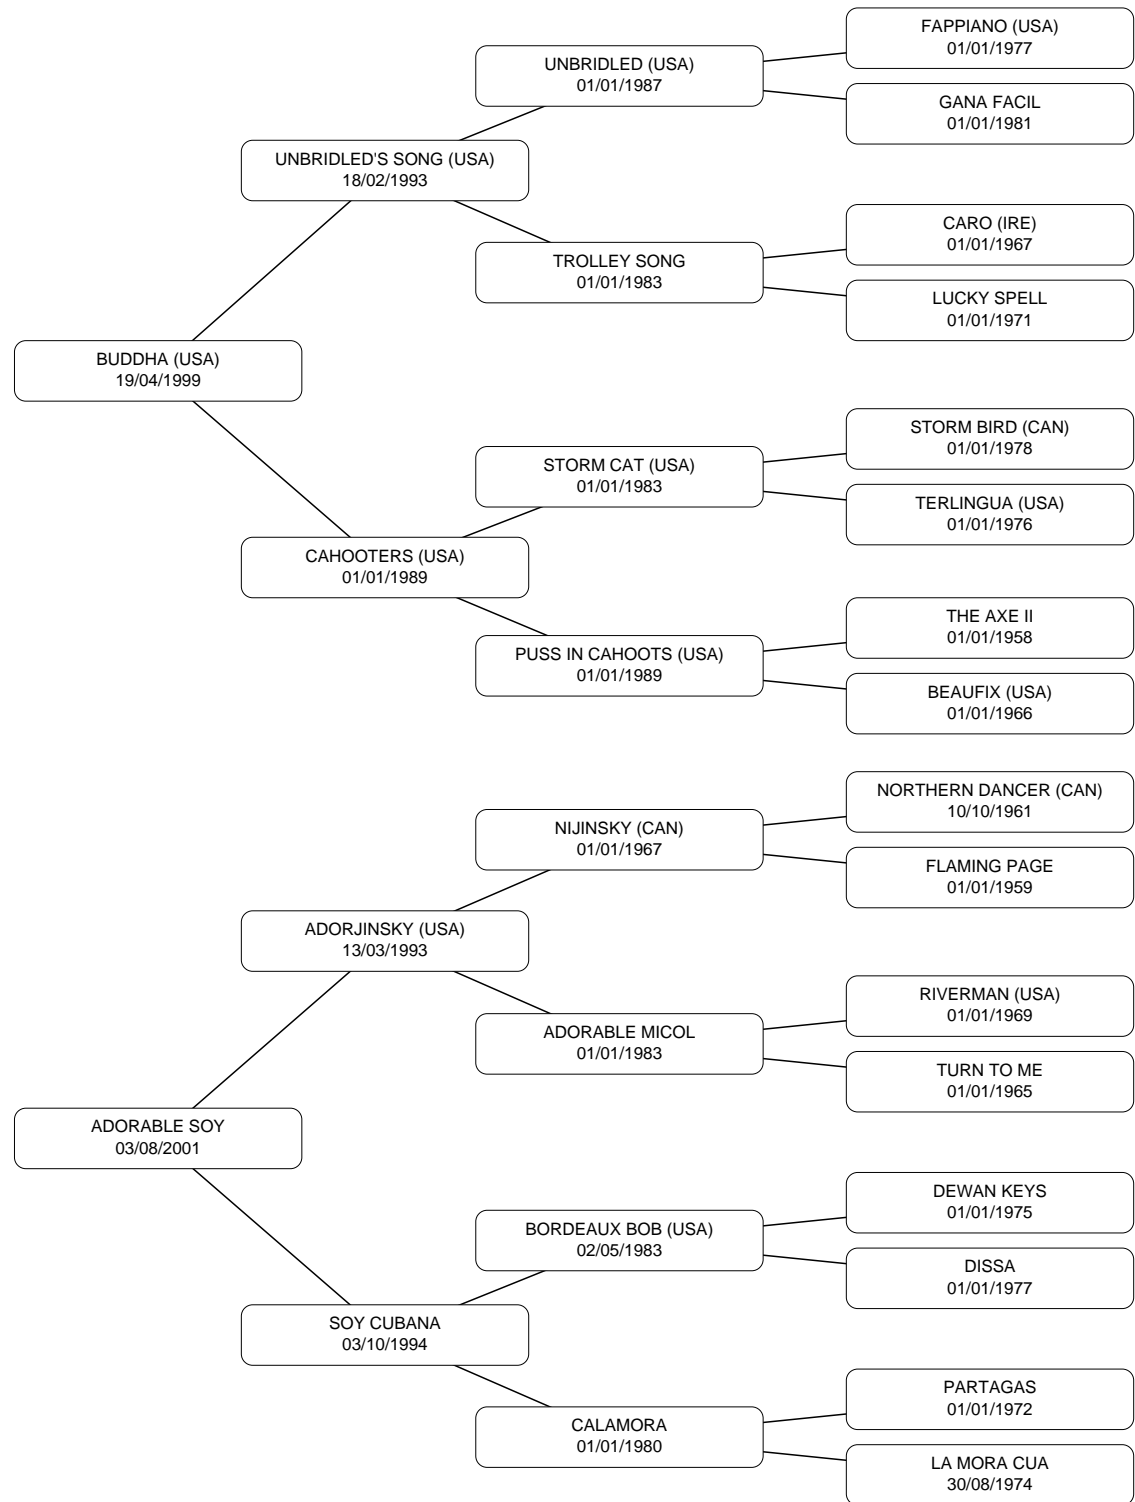 FAPPIANO (USA)
01/01/1977
UNBRIDLED (USA)
01/01/1987
GANA FACIL
01/01/1981
UNBRIDLED'S SONG (USA)
18/02/1993
CARO (IRE)
01/01/1967
TROLLEY SONG
01/01/1983
LUCKY SPELL
01/01/1971
BUDDHA (USA)
19/04/1999
STORM BIRD (CAN)
01/01/1978
STORM CAT (USA)
01/01/1983
TERLINGUA (USA)
01/01/1976
CAHOOTERS (USA)
01/01/1989
THE AXE II
01/01/1958
PUSS IN CAHOOTS (USA)
01/01/1989
BEAUFIX (USA)
01/01/1966
NORTHERN DANCER (CAN)
10/10/1961
NIJINSKY (CAN)
01/01/1967
FLAMING PAGE
01/01/1959
ADORJINSKY (USA)
13/03/1993
RIVERMAN (USA)
01/01/1969
ADORABLE MICOL
01/01/1983
TURN TO ME
01/01/1965
ADORABLE SOY
03/08/2001
DEWAN KEYS
01/01/1975
BORDEAUX BOB (USA)
02/05/1983
DISSA
01/01/1977
SOY CUBANA
03/10/1994
PARTAGAS
01/01/1972
CALAMORA
01/01/1980
LA MORA CUA
30/08/1974